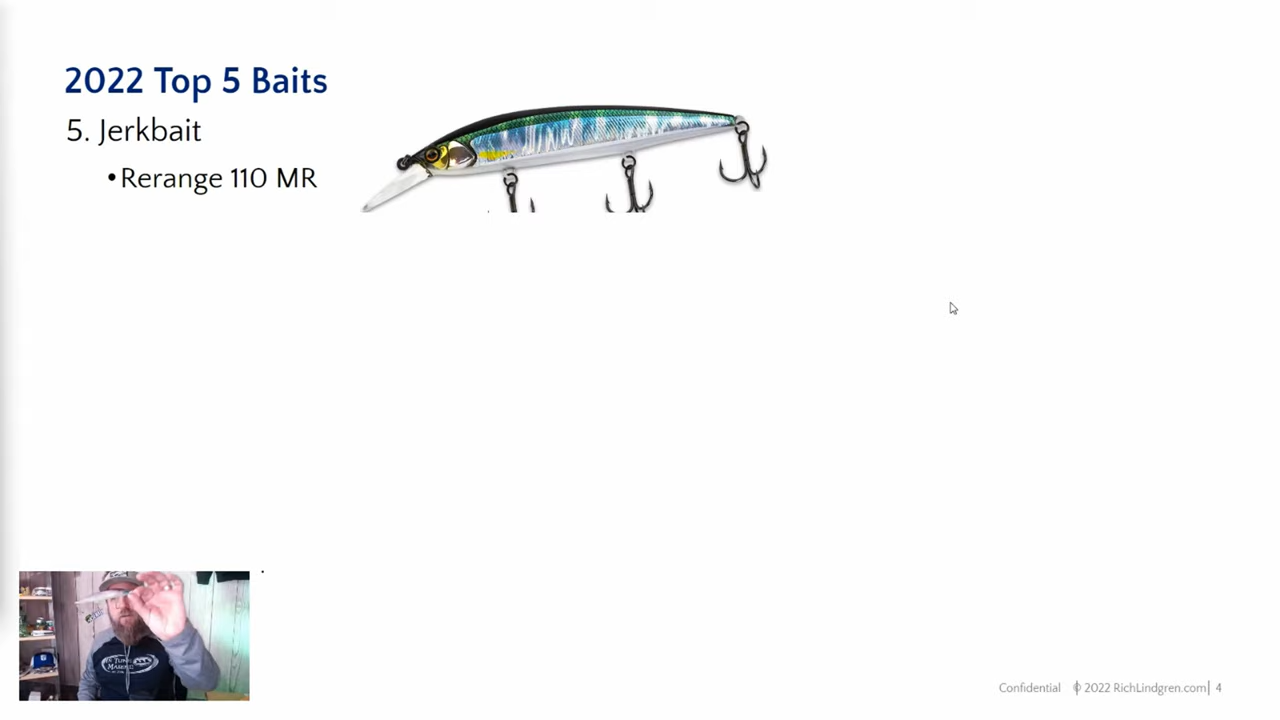 2022 Top 5 Baits
5. Jerkbait
•Rerange 110 MR
Confidential | © 2022 RichLindgren.com| 4